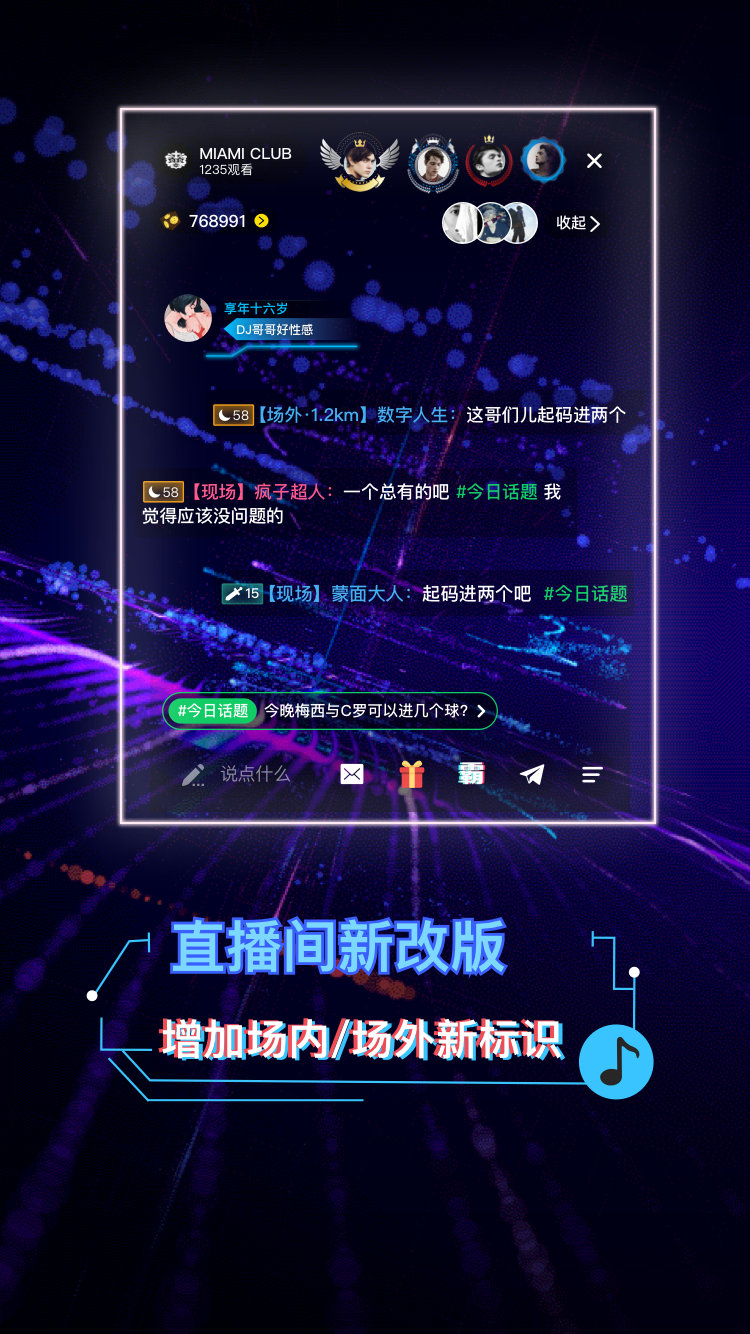 MIAMI CLUB
1235观看
768991
收起
享年十六岁
DJ哥哥好性感
58【场外·1.2km】数字人生：这哥们儿起码进两个
58【现场】疯子超人：一个总有的吧 #今日话题 我
觉得应该没问题的
15【现场】蒙面大人：起码进两个吧 #今日话题
#今日话题 今晚梅西与C罗可以进几个球?
说点什么
霸
直播间新改版
增加场内/场外新标识